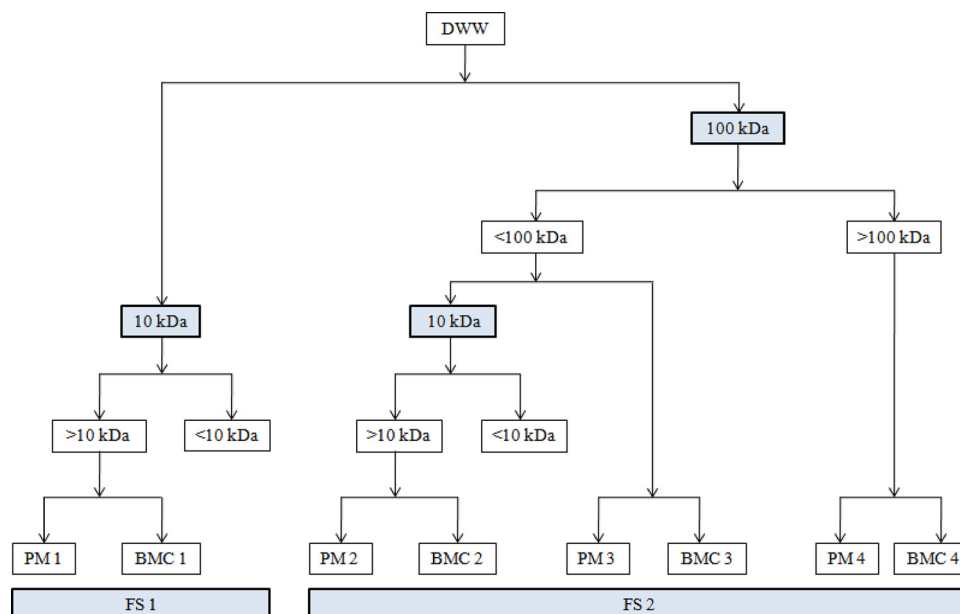 DWW
100 kDa
<100 kDa
>100 kDa
10 kDa
10 kDa
>10 kDa
<10 kDa
>10 kDa
<10 kDa
PM 1
BMC 1
PM 2
BMC 2
PM 3
BMC 3
PM 4
BMC 4
FS 1
FS 2